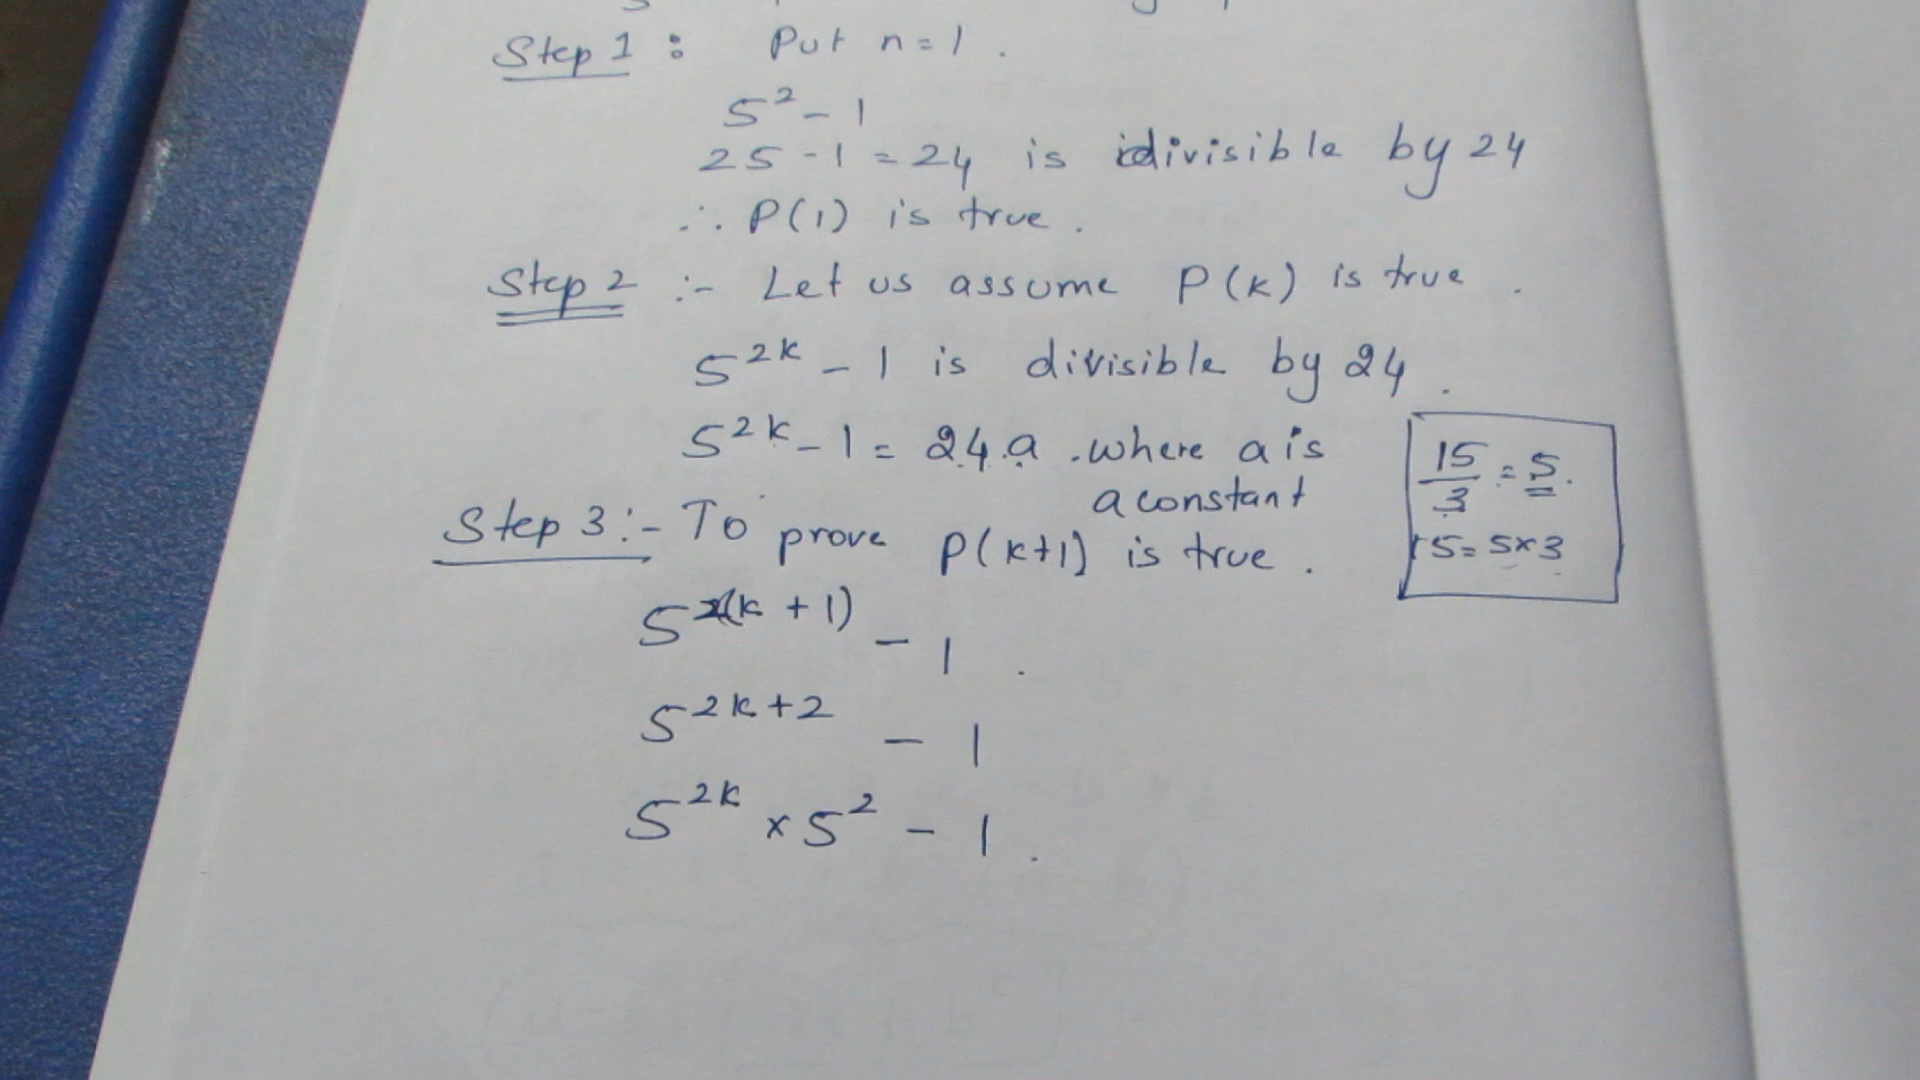 Step 1 : Put n = 1 .
5² - 1
25 - 1 = 24 is divisible by 24
∴ P(1) is true .
Step 2 :- Let us assume P(k) is true .
5^{2k} - 1 is divisible by 24 .
5^{2k} - 1 = 24.a . where a is
a constant
15/3 = 5.
15 = 5×3
Step 3 :- To prove P(k+1) is true .
5^{2(k+1)} - 1 .
5^{2k+2} - 1
5^{2k} × 5² - 1 .